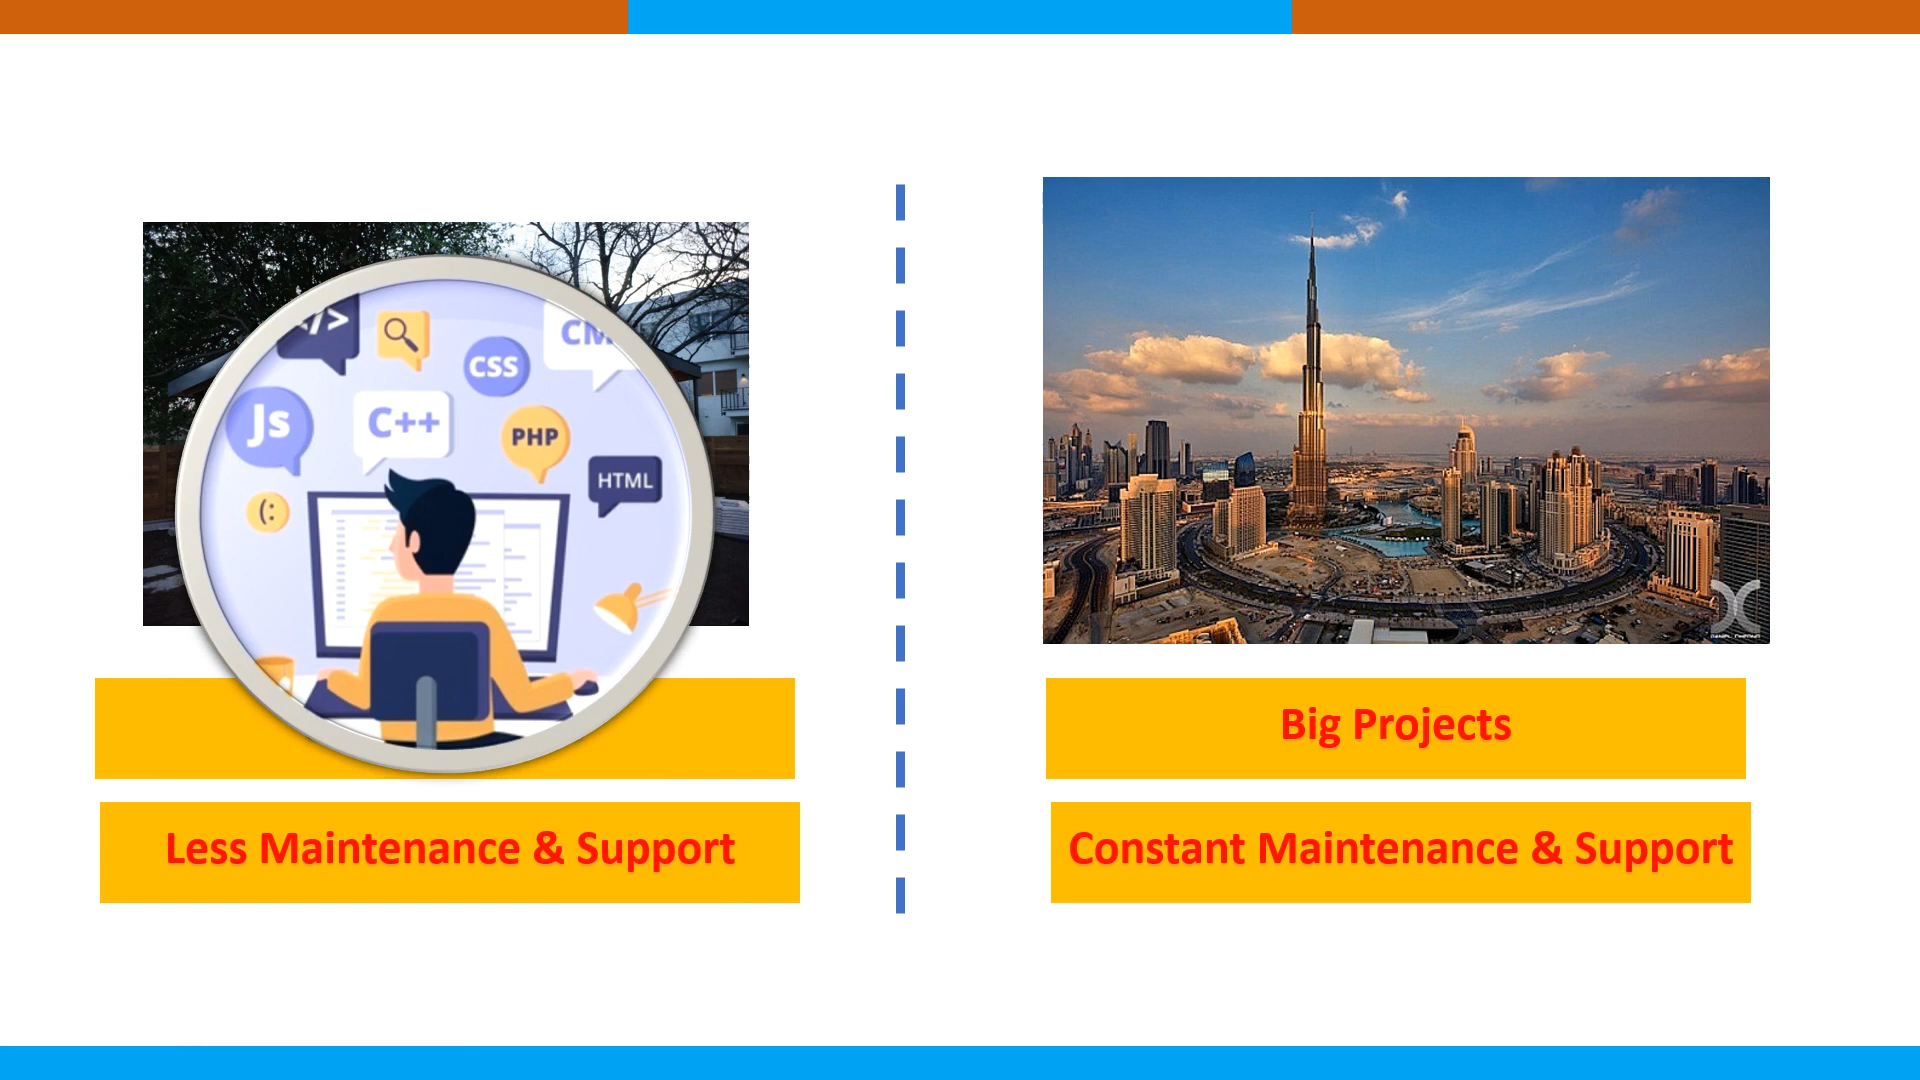 </>
CSS
Js
C++
PHP
HTML
(:
Big Projects
Less Maintenance & Support
Constant Maintenance & Support